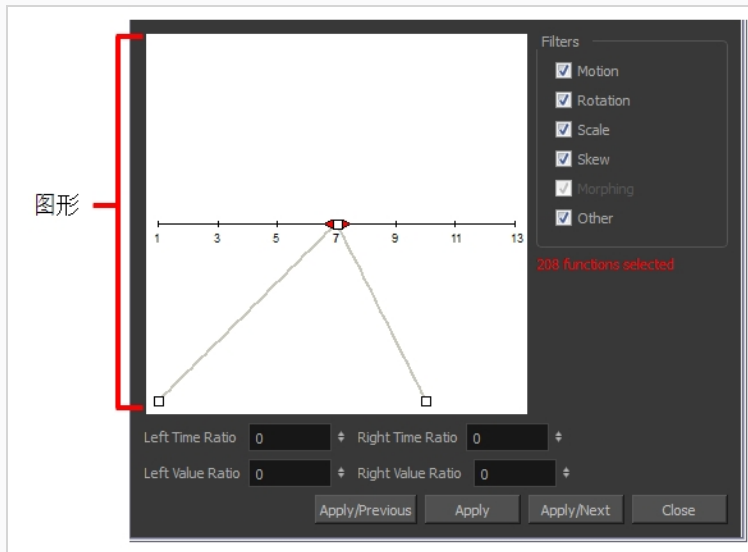 图形
1 3 5 7 9 11 13
Filters
Motion
Rotation
Scale
Skew
Morphing
Other
208 functions selected
Left Time Ratio 0 Right Time Ratio 0
Left Value Ratio 0 Right Value Ratio 0
Apply/Previous Apply Apply/Next Close